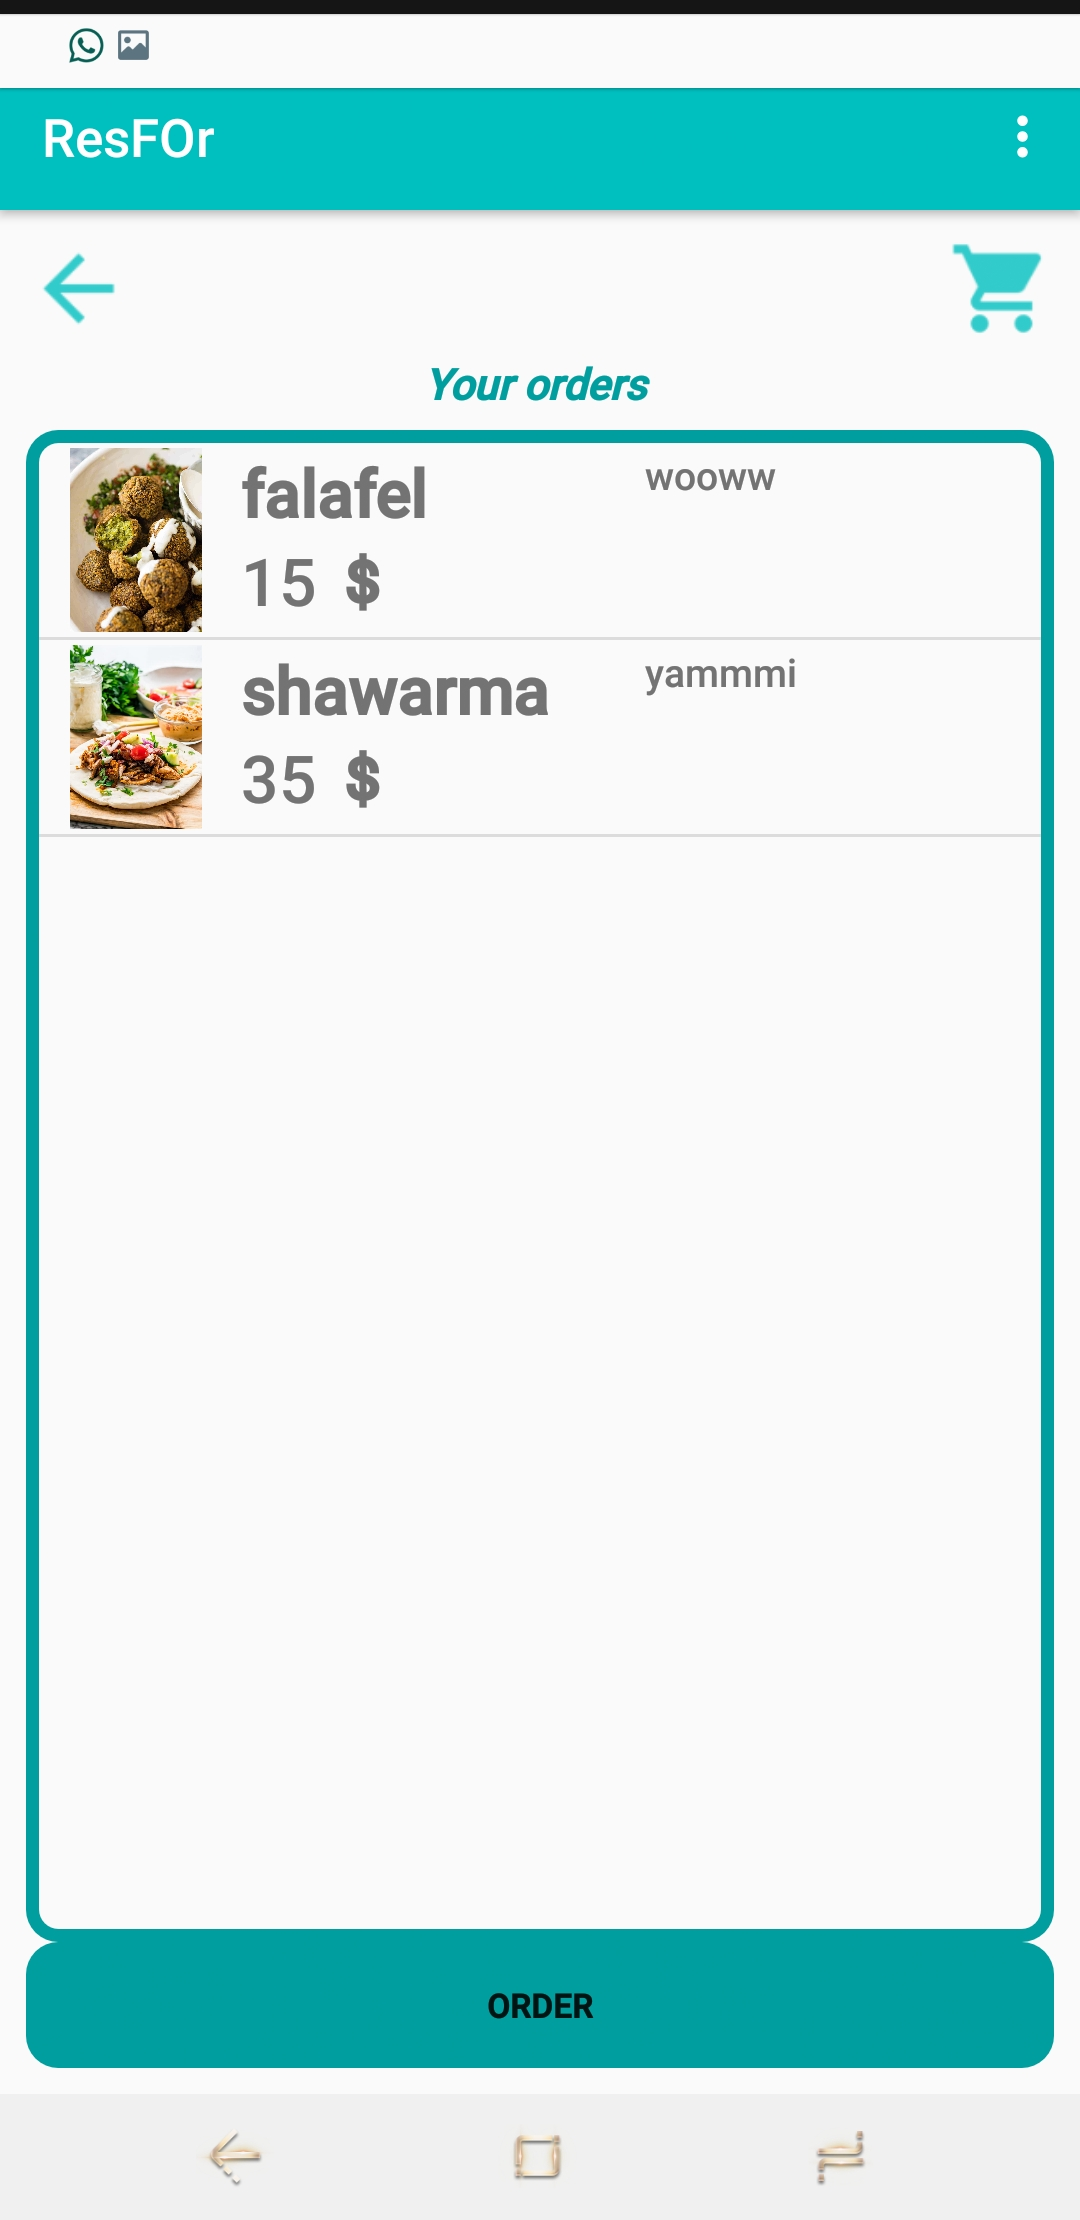 ResFOr
Your orders
falafel
wooww
15 $
shawarma
yammmi
35 $
ORDER